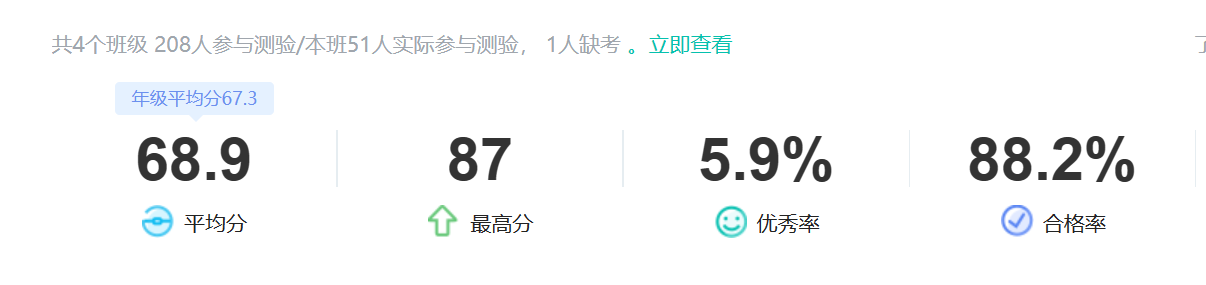 共4个班级 208人参与测验/本班51人实际参与测验， 1人缺考 。立即查看
年级平均分67.3
68.9 87 5.9% 88.2%
平均分 最高分 优秀率 合格率